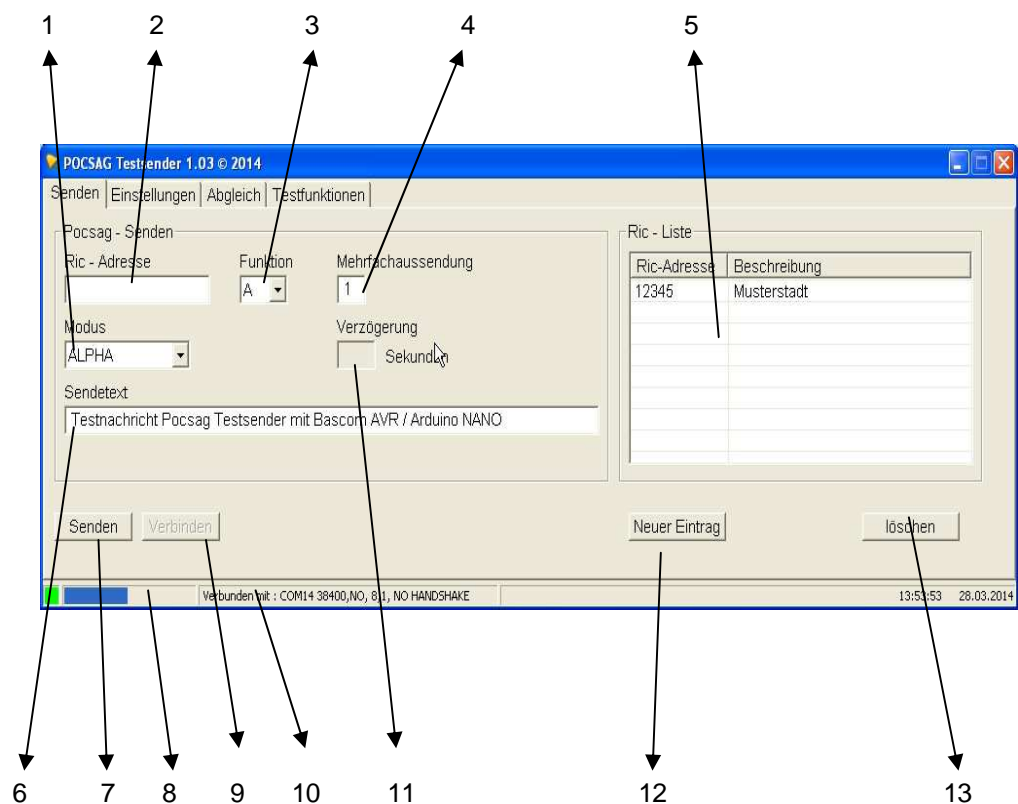 1 2 3 4 5
POCSAG Testsender 1.03 © 2014
Senden Einstellungen Abgleich Testfunktionen
Pocsag - Senden
Ric - Adresse Funktion Mehrfachaussendung
A 1
Modus Verzögerung
ALPHA Sekunden
Sendetext
Testnachricht Pocsag Testsender mit Bascom AVR / Arduino NANO
Ric - Liste
Ric-Adresse Beschreibung
12345 Musterstadt
Senden Verbinden Neuer Eintrag löschen
Verbunden mit : COM14 38400,NO, 8,1, NO HANDSHAKE 13:53:53 28.03.2014
6 7 8 9 10 11 12 13